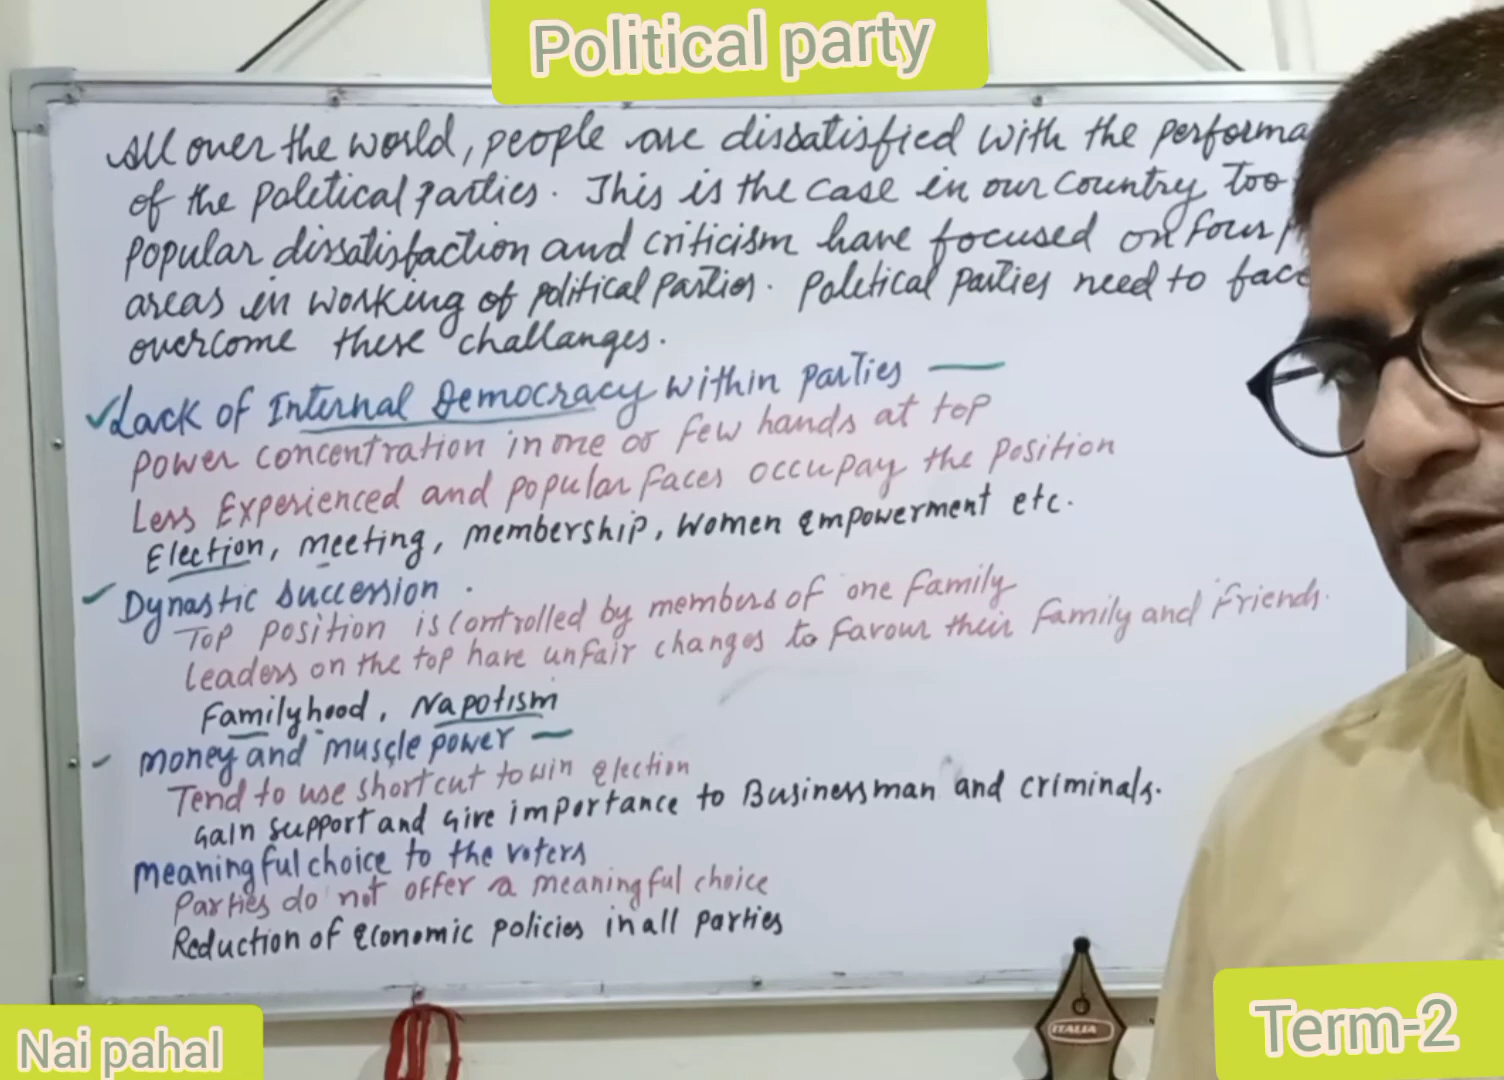 Political party
All over the world, people are dissatisfied with the performa
of the political parties. This is the case in our country too
popular dissatisfaction and criticism have focused on four
areas in working of political parties. political parties need to face
overcome these challanges.
Lack of Internal Democracy within parties —
power concentration in one or few hands at top
Less Experienced and popular faces occupay the position
Election, meeting, membership, Women empowerment etc.
Dynastic succession .
Top position is controlled by members of one family
leaders on the top have unfair changes to favour their family and friends.
Familyhood, Napotism
money and muscle power —
Tend to use shortcut to win election
Gain support and give importance to Businessman and criminals.
meaningful choice to the voters
Parties do not offer a meaningful choice
Reduction of economic policies in all parties
ITALIA
Nai pahal
Term-2